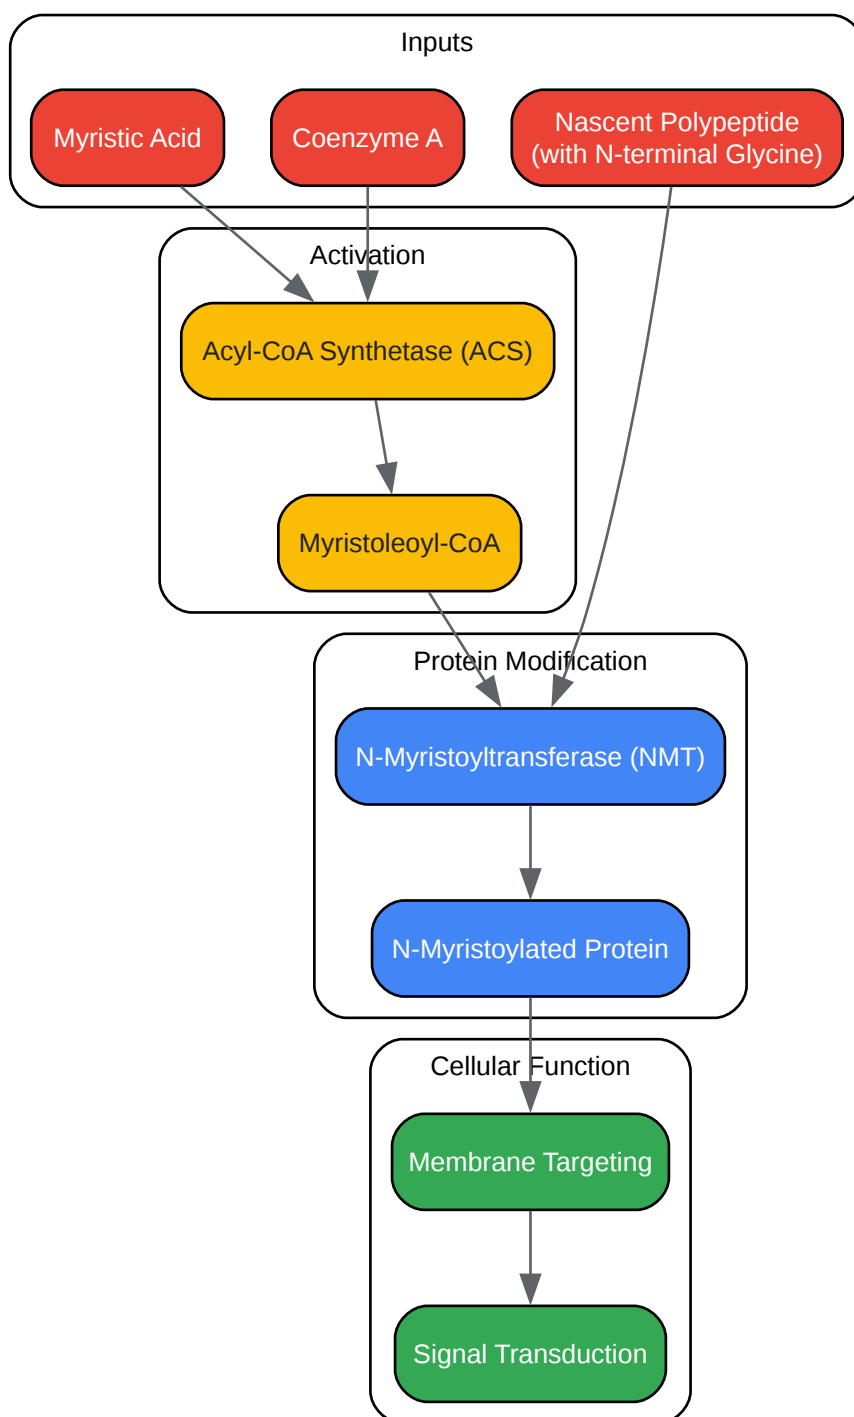 Inputs
Myristic Acid
Coenzyme A
Nascent Polypeptide
(with N-terminal Glycine)
Activation
Acyl-CoA Synthetase (ACS)
Myristoleoyl-CoA
Protein Modification
N-Myristoyltransferase (NMT)
N-Myristoylated Protein
Cellular Function
Membrane Targeting
Signal Transduction